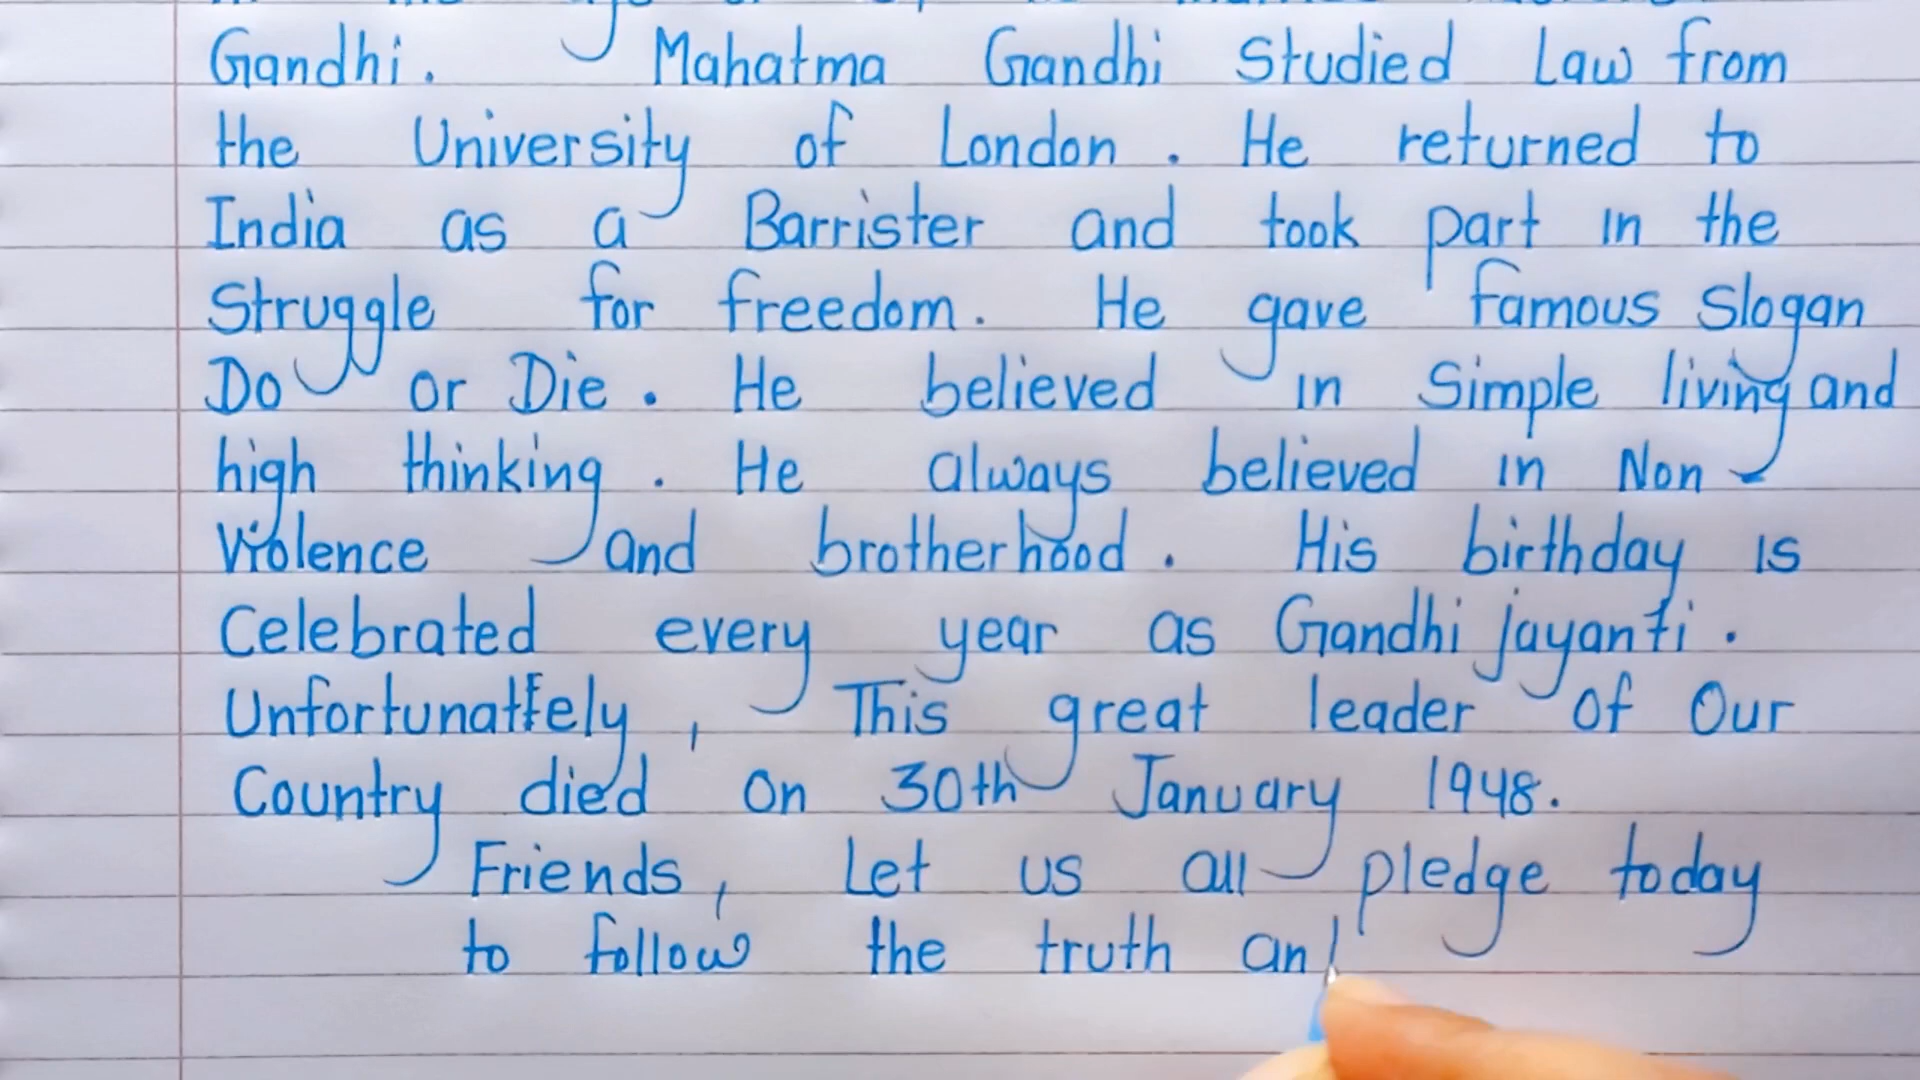 Gandhi. Mahatma Gandhi Studied Law from
the University of London. He returned to
India as a Barrister and took part in the
Struggle for freedom. He gave famous Slogan
Do or Die. He believed in Simple living and
high thinking. He always believed in Non
Violence and brotherhood. His birthday is
Celebrated every year as Gandhi jayanti.
Unfortunattely, This great leader of Our
Country died on 30th January 1948.
Friends, Let us all pledge today
to follow the truth an